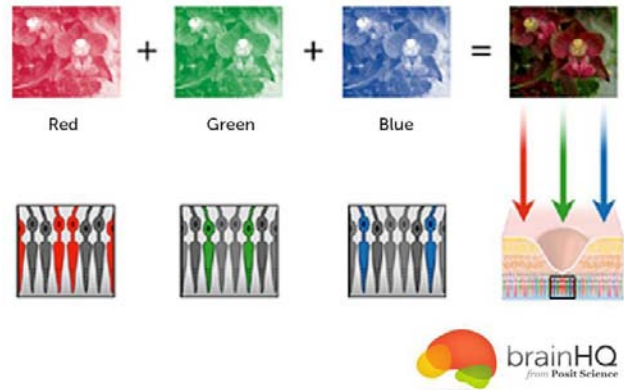 + + =
Red Green Blue
brainHQ
from Posit Science